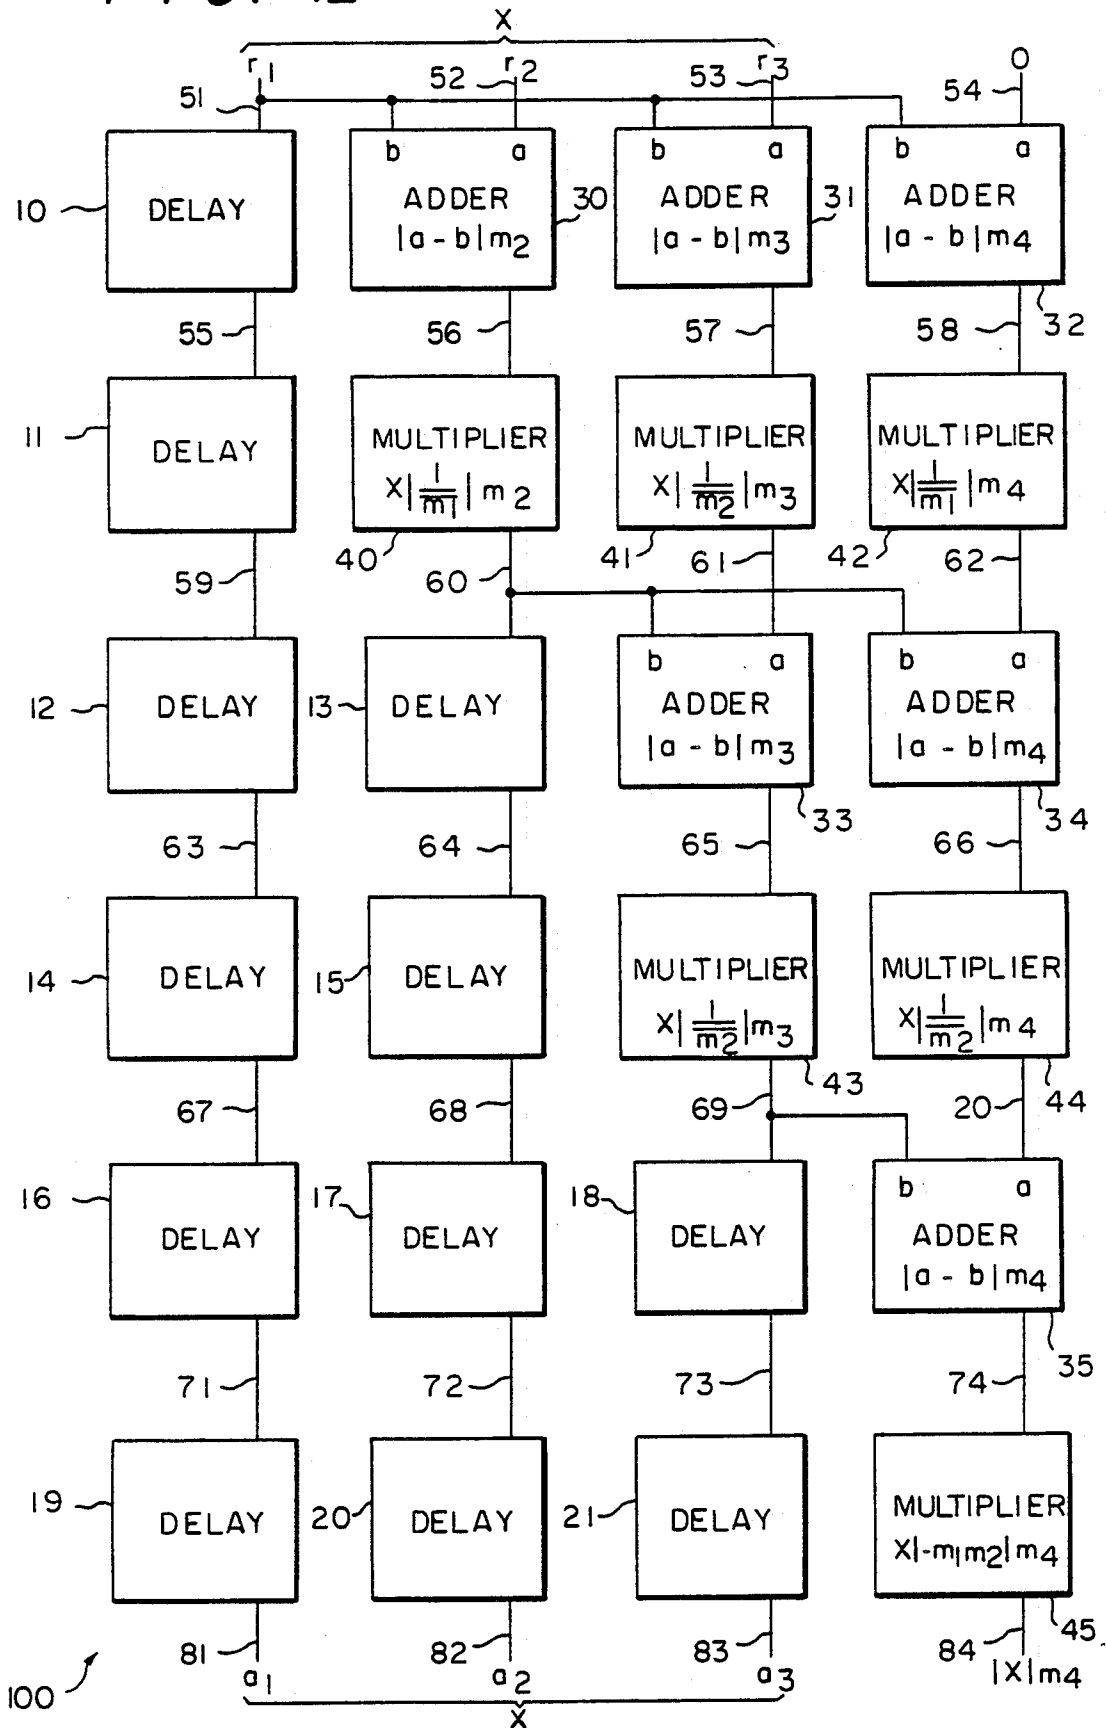 X
r1 r2 r3 0
51 52 53 54
b a b a b a
10 DELAY ADDER 30 ADDER 31 ADDER
|a - b|m2 |a - b|m3 |a - b|m4
32
55 56 57 58
11 DELAY MULTIPLIER MULTIPLIER MULTIPLIER
X|1/m1|m2 X|1/m2|m3 X|1/m1|m4
40 41 42
59 60 61 62
b a b a
12 DELAY 13 DELAY ADDER ADDER
|a - b|m3 |a - b|m4
33 34
63 64 65 66
14 DELAY 15 DELAY MULTIPLIER MULTIPLIER
X|1/m2|m3 X|1/m2|m4
43 44
67 68 69 20
b a
16 DELAY 17 DELAY 18 DELAY ADDER
|a - b|m4
35
71 72 73 74
19 DELAY 20 DELAY 21 DELAY MULTIPLIER
X|-m1m2|m4
45
81 82 83 84
100 a1 a2 a3 |X|m4
X